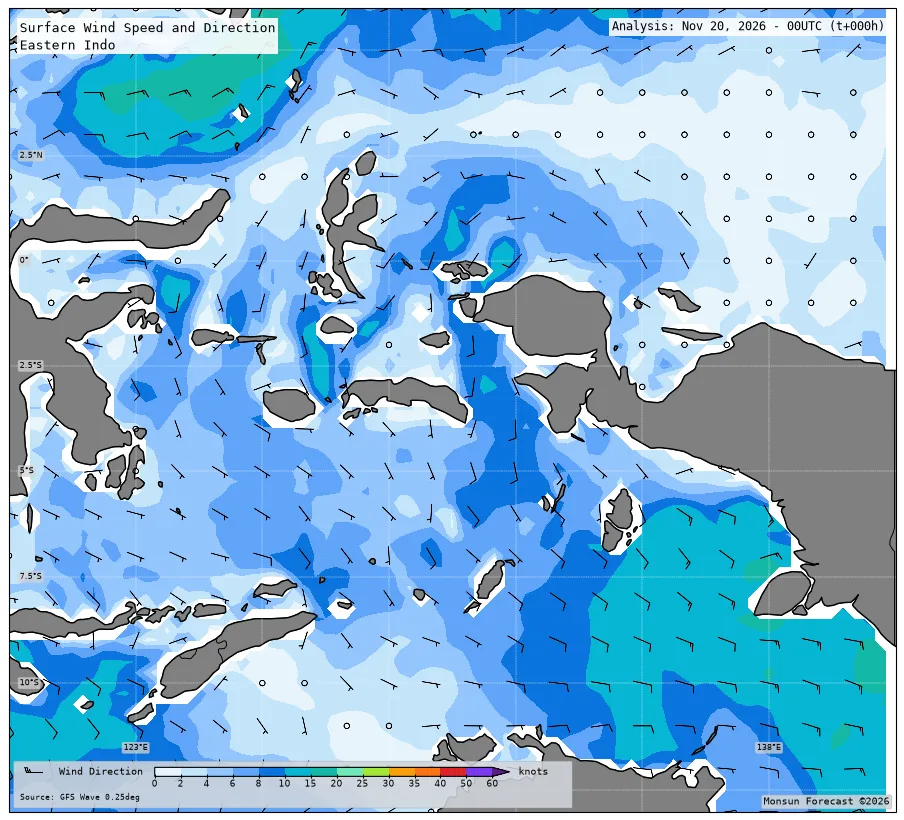 Surface Wind Speed and Direction
Eastern Indo
Analysis: Nov 20, 2026 - 00UTC (t+000h)
2.5°N
0°
2.5°S
5°S
7.5°S
10°S
123°E
138°E
Wind Direction
knots
0 2 4 6 8 10 15 20 25 30 35 40 50 60
Source: GFS Wave 0.25deg
Monsun Forecast ©2026